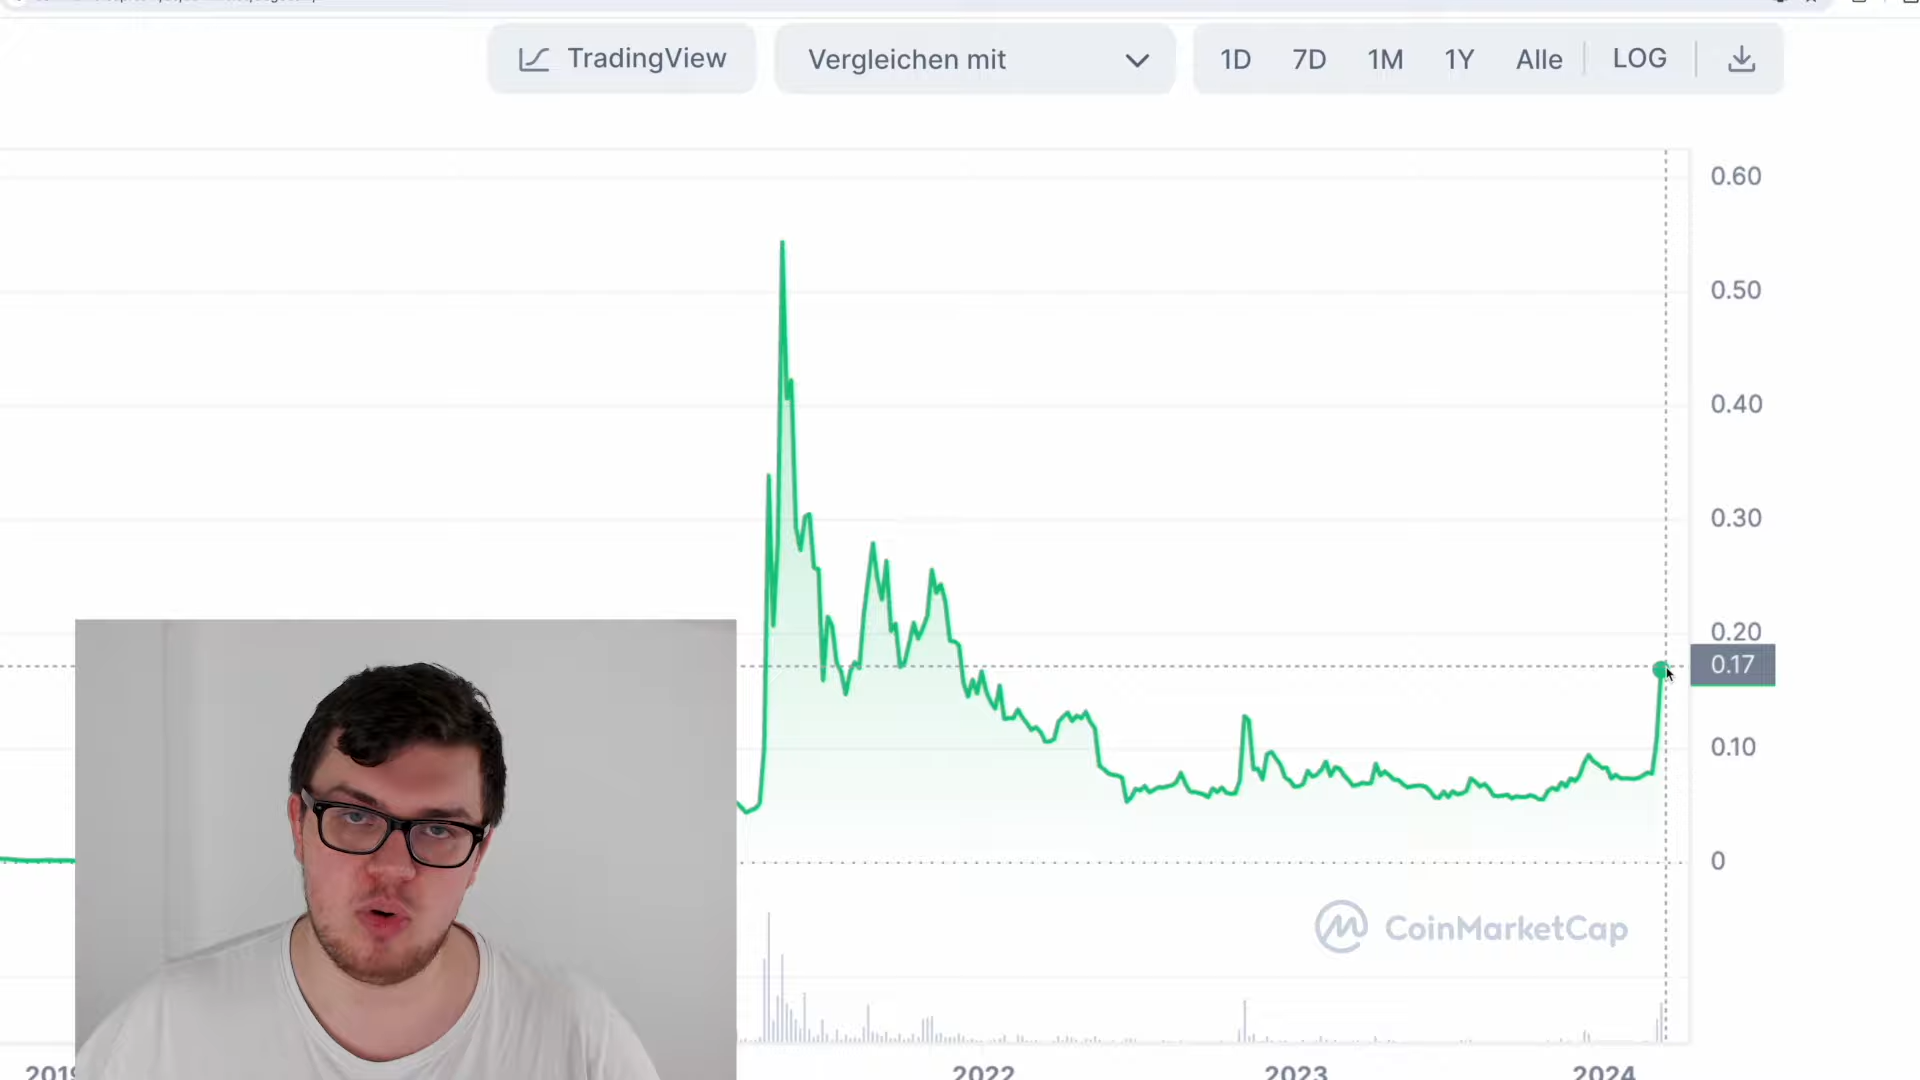 TradingView
Vergleichen mit
1D 7D 1M 1Y Alle LOG
0.60
0.50
0.40
0.30
0.20
0.17
0.10
0
CoinMarketCap
2019 2022 2023 2024